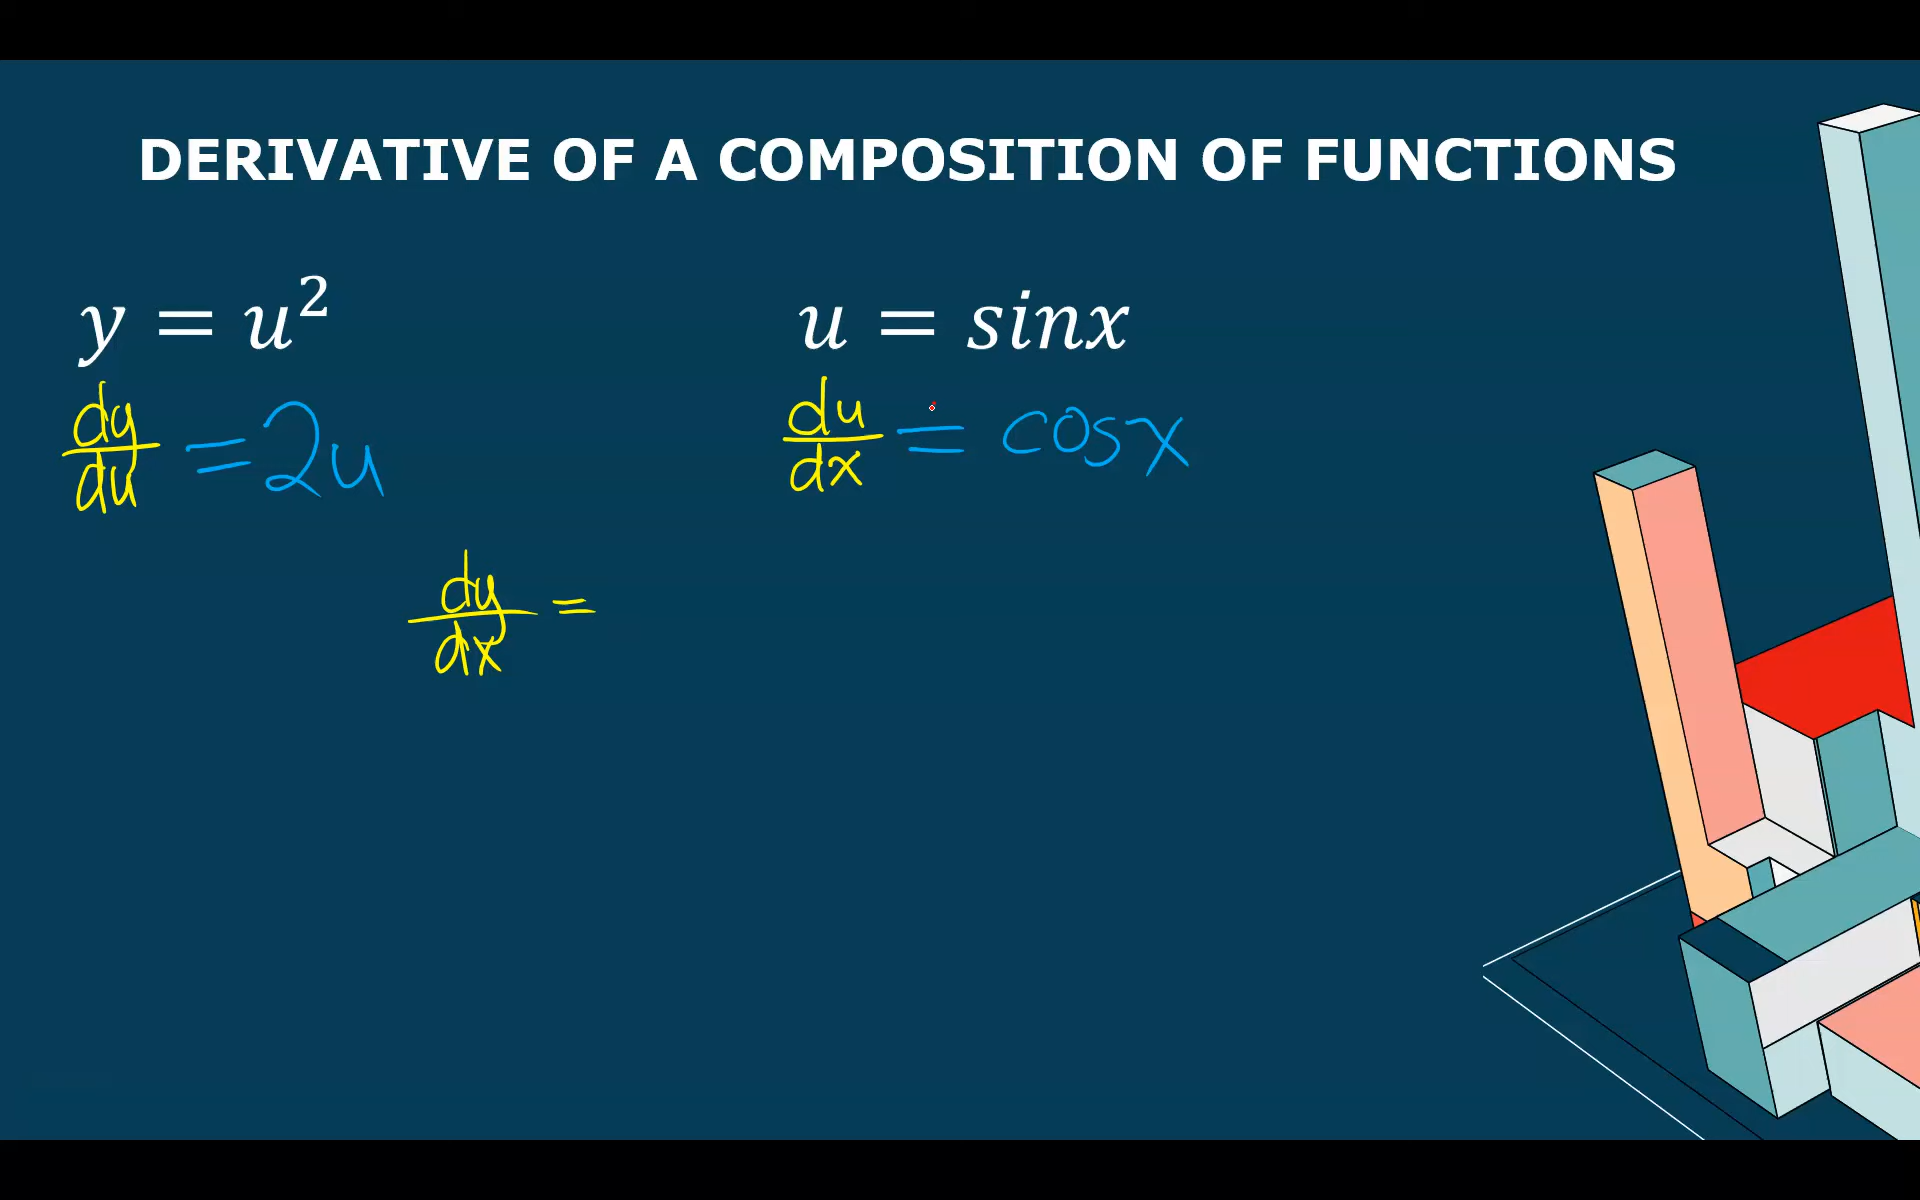 DERIVATIVE OF A COMPOSITION OF FUNCTIONS
y = u² u = sinx
dy/du = 2u du/dx = cosx
dy/dx =